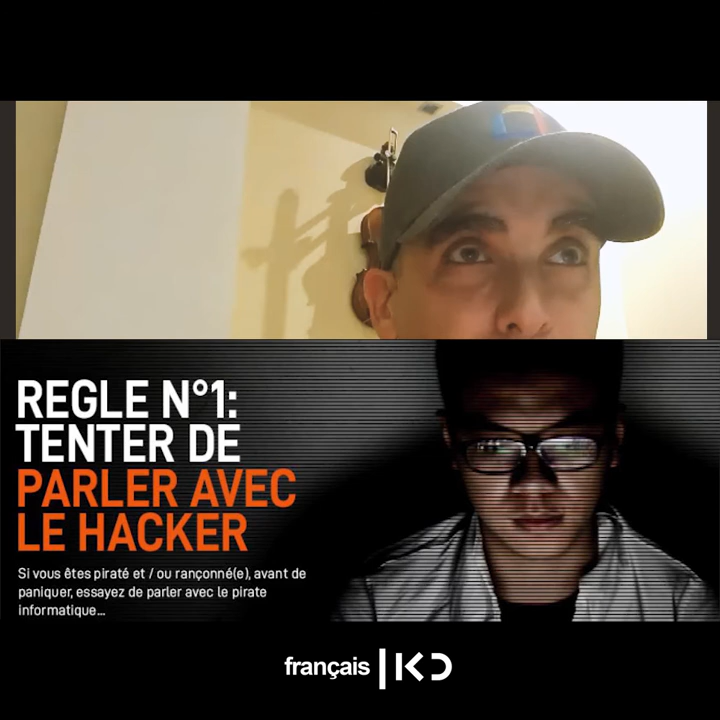 REGLE N°1:
TENTER DE
PARLER AVEC
LE HACKER
Si vous êtes piraté et / ou rançonné(e), avant de
paniquer, essayez de parler avec le pirate
informatique...
français | KD